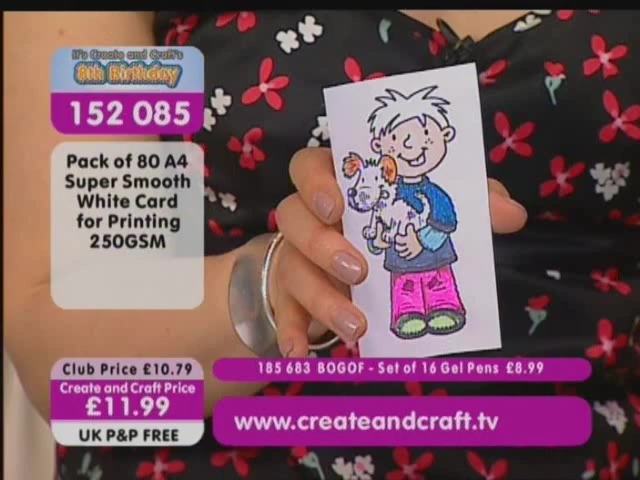 It's Create and Craft's
8th Birthday
152 085
Pack of 80 A4
Super Smooth
White Card
for Printing
250GSM
Club Price £10.79
Create and Craft Price
£11.99
UK P&P FREE
185 683 BOGOF - Set of 16 Gel Pens £8.99
www.createandcraft.tv